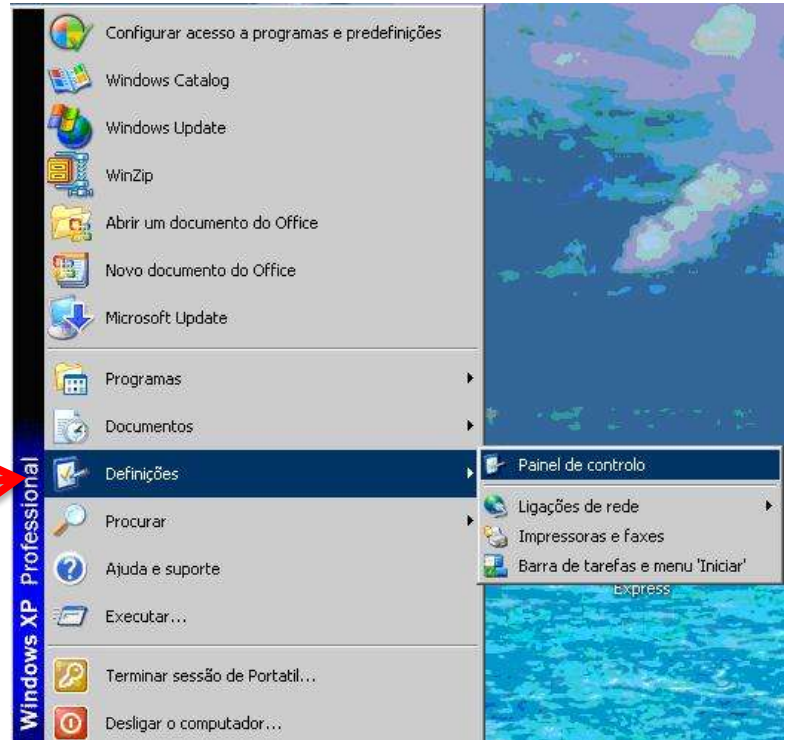 Configurar acesso a programas e predefinições
Windows Catalog
Windows Update
WinZip
Abrir um documento do Office
Novo documento do Office
Microsoft Update
Programas
Documentos
Definições
Procurar
Ajuda e suporte
Executar...
Terminar sessão de Portatil...
Desligar o computador...
Windows XP Professional
Painel de controlo
Ligações de rede
Impressoras e faxes
Barra de tarefas e menu 'Iniciar'
Express